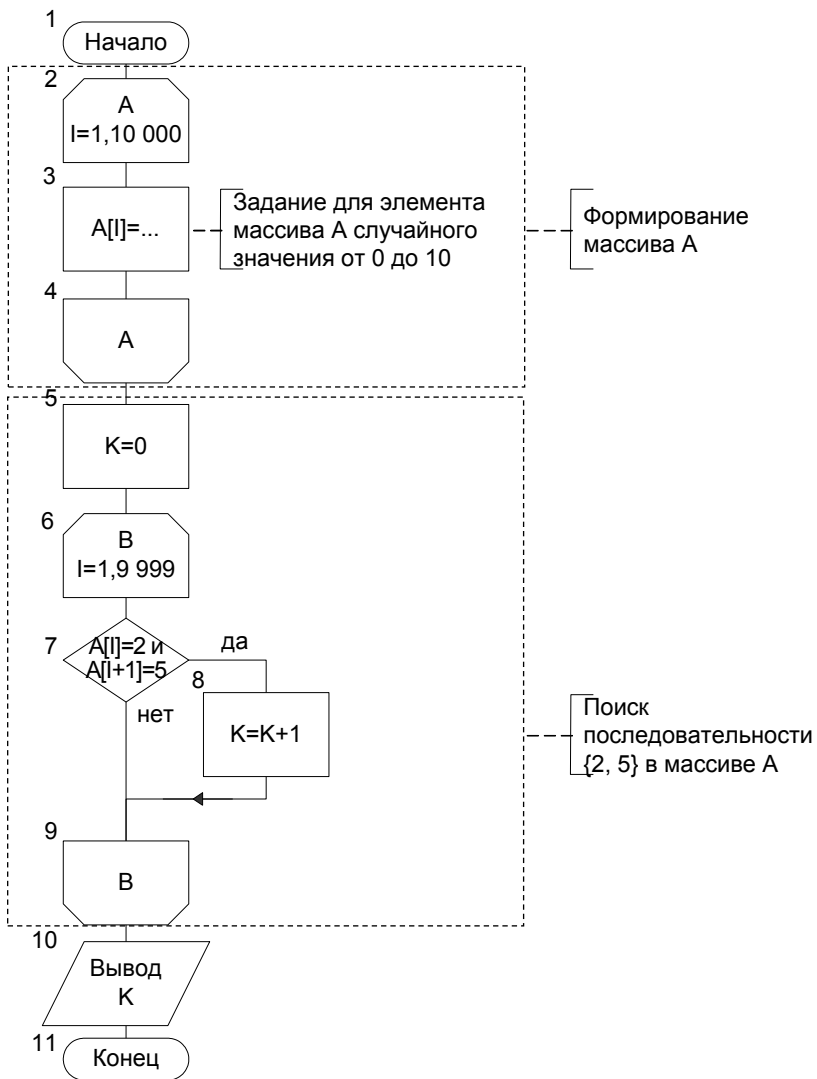 1
Начало
2
A
I=1,10 000
3
A[I]=...
Задание для элемента
массива A случайного
значения от 0 до 10
Формирование
массива A
4
A
5
K=0
6
B
I=1,9 999
7
A[I]=2 и
A[I+1]=5
да
нет
8
K=K+1
Поиск
последовательности
{2, 5} в массиве A
9
B
10
Вывод
K
11
Конец